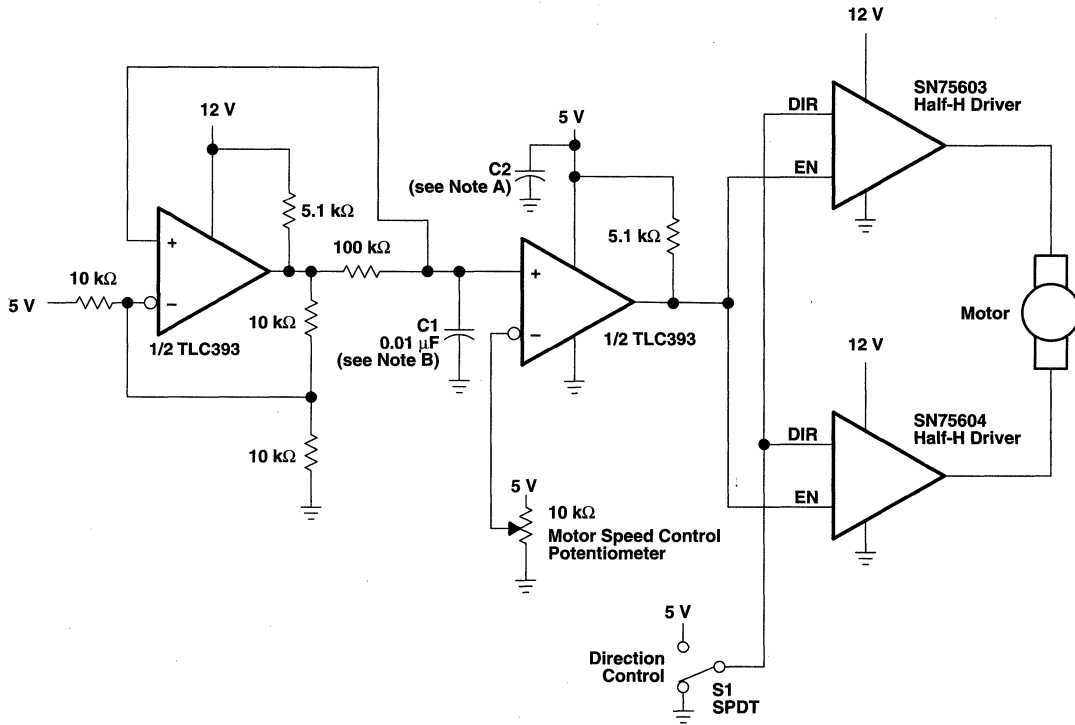 12 V
SN75603
Half-H Driver
DIR
EN
12 V
5 V
C2
(see Note A)
5.1 kΩ
5.1 kΩ
100 kΩ
+
+
10 kΩ
5 V
−
−
10 kΩ
C1
0.01 μF
(see Note B)
1/2 TLC393
1/2 TLC393
Motor
12 V
SN75604
Half-H Driver
DIR
EN
10 kΩ
5 V
10 kΩ
Motor Speed Control
Potentiometer
5 V
Direction
Control
S1
SPDT